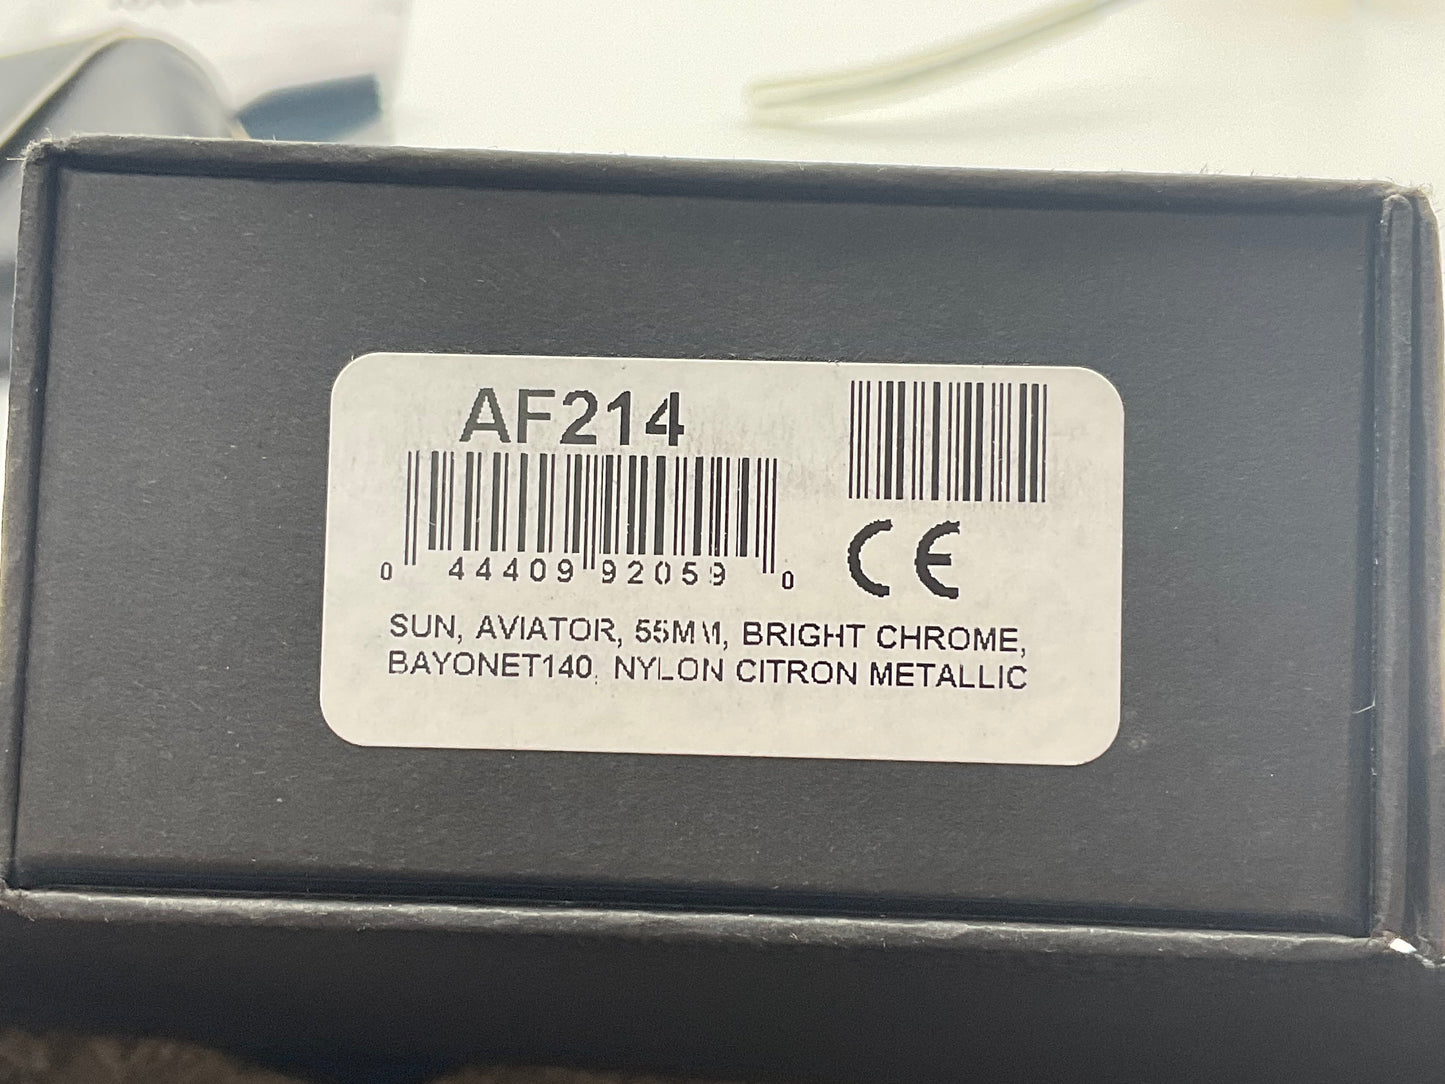 AF214
0 44409 92059 0
CE
SUN, AVIATOR, 55MM, BRIGHT CHROME,
BAYONET140, NYLON CITRON METALLIC